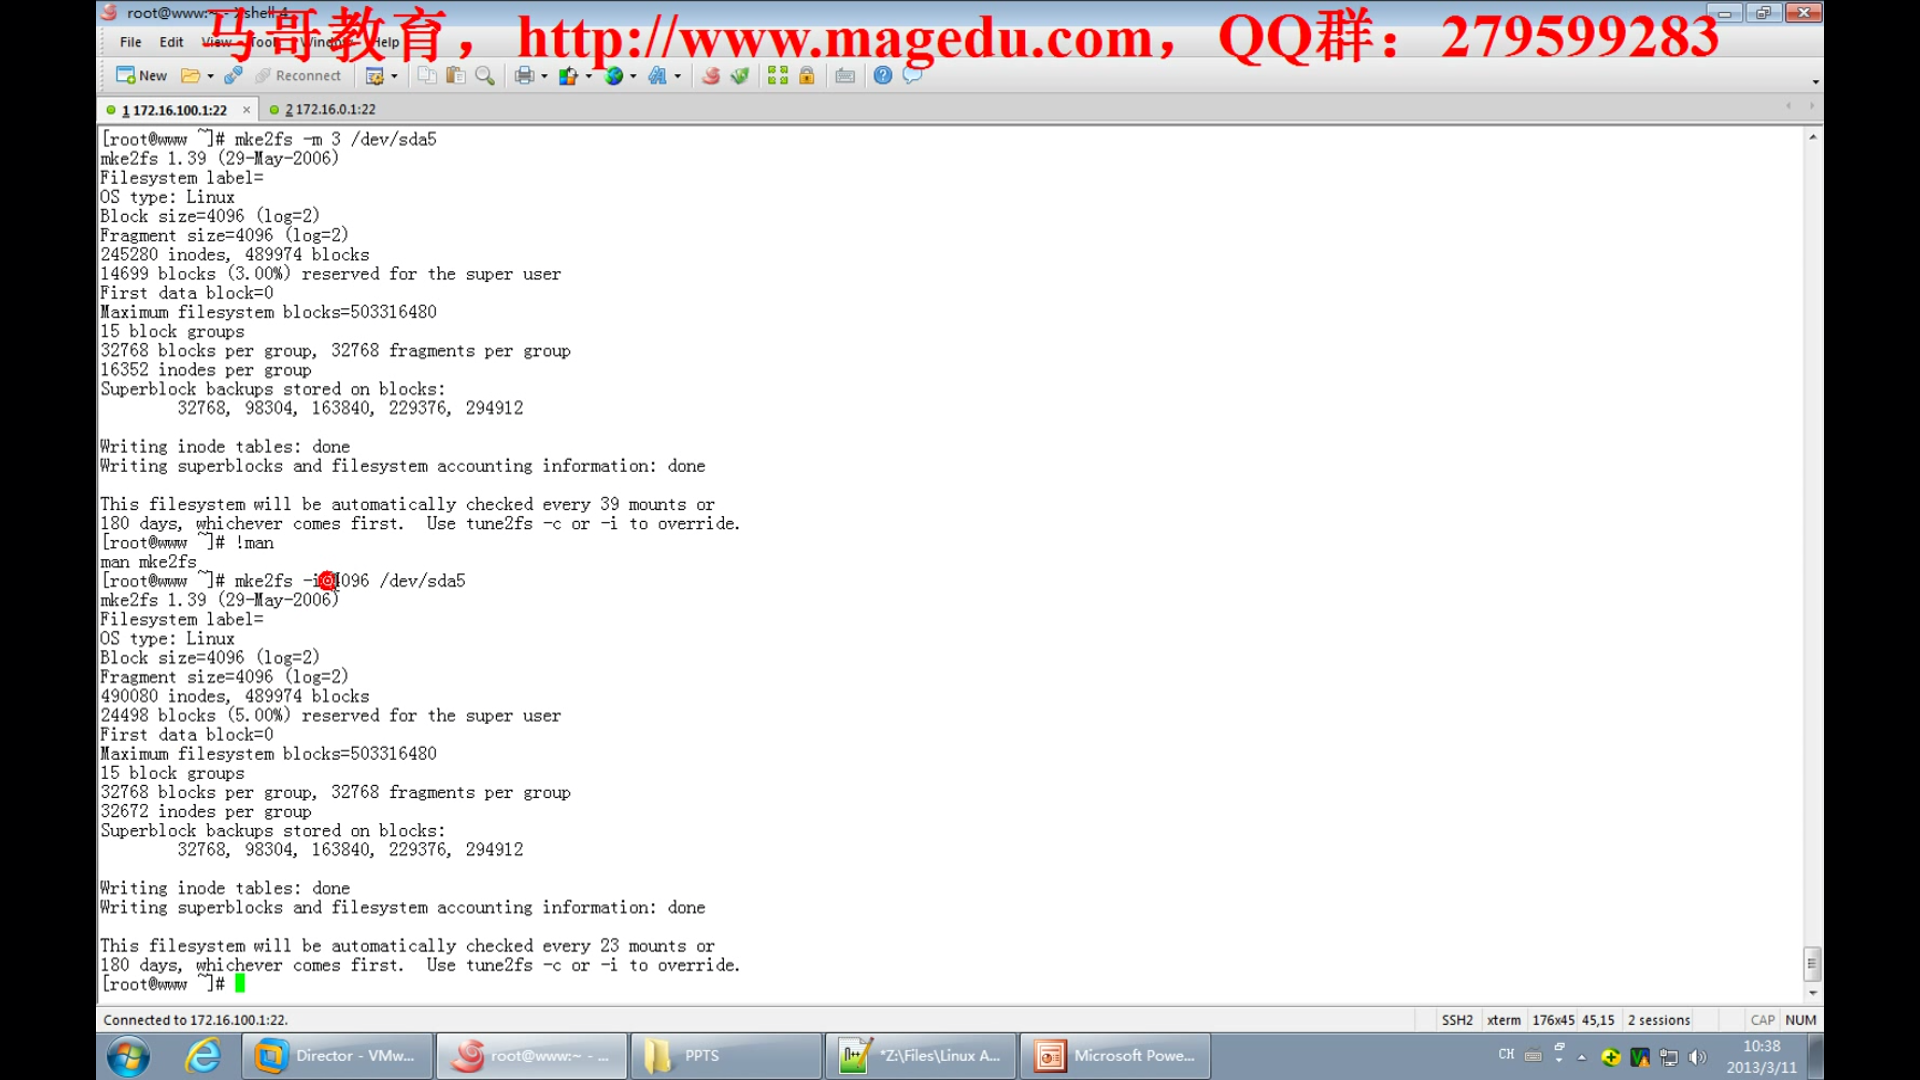 root@www:~ - Xshell 4
马哥教育，http://www.magedu.com，QQ群：279599283
File Edit View Tools Window Help
New Reconnect
1 172.16.100.1:22 × 2 172.16.0.1:22
[root@www ~]# mke2fs -m 3 /dev/sda5
mke2fs 1.39 (29-May-2006)
Filesystem label=
OS type: Linux
Block size=4096 (log=2)
Fragment size=4096 (log=2)
245280 inodes, 489974 blocks
14699 blocks (3.00%) reserved for the super user
First data block=0
Maximum filesystem blocks=503316480
15 block groups
32768 blocks per group, 32768 fragments per group
16352 inodes per group
Superblock backups stored on blocks:
32768, 98304, 163840, 229376, 294912
Writing inode tables: done
Writing superblocks and filesystem accounting information: done
This filesystem will be automatically checked every 39 mounts or
180 days, whichever comes first.  Use tune2fs -c or -i to override.
[root@www ~]# !man
man mke2fs
[root@www ~]# mke2fs -i 4096 /dev/sda5
mke2fs 1.39 (29-May-2006)
Filesystem label=
OS type: Linux
Block size=4096 (log=2)
Fragment size=4096 (log=2)
490080 inodes, 489974 blocks
24498 blocks (5.00%) reserved for the super user
First data block=0
Maximum filesystem blocks=503316480
15 block groups
32768 blocks per group, 32768 fragments per group
32672 inodes per group
Superblock backups stored on blocks:
32768, 98304, 163840, 229376, 294912
Writing inode tables: done
Writing superblocks and filesystem accounting information: done
This filesystem will be automatically checked every 23 mounts or
180 days, whichever comes first.  Use tune2fs -c or -i to override.
[root@www ~]#
Connected to 172.16.100.1:22. SSH2 xterm 176x45 45,15 2 sessions CAP NUM
Director - VMw... root@www:~ - ... PPTS *Z:\Files\Linux A... Microsoft Powe... CH 10:38
2013/3/11